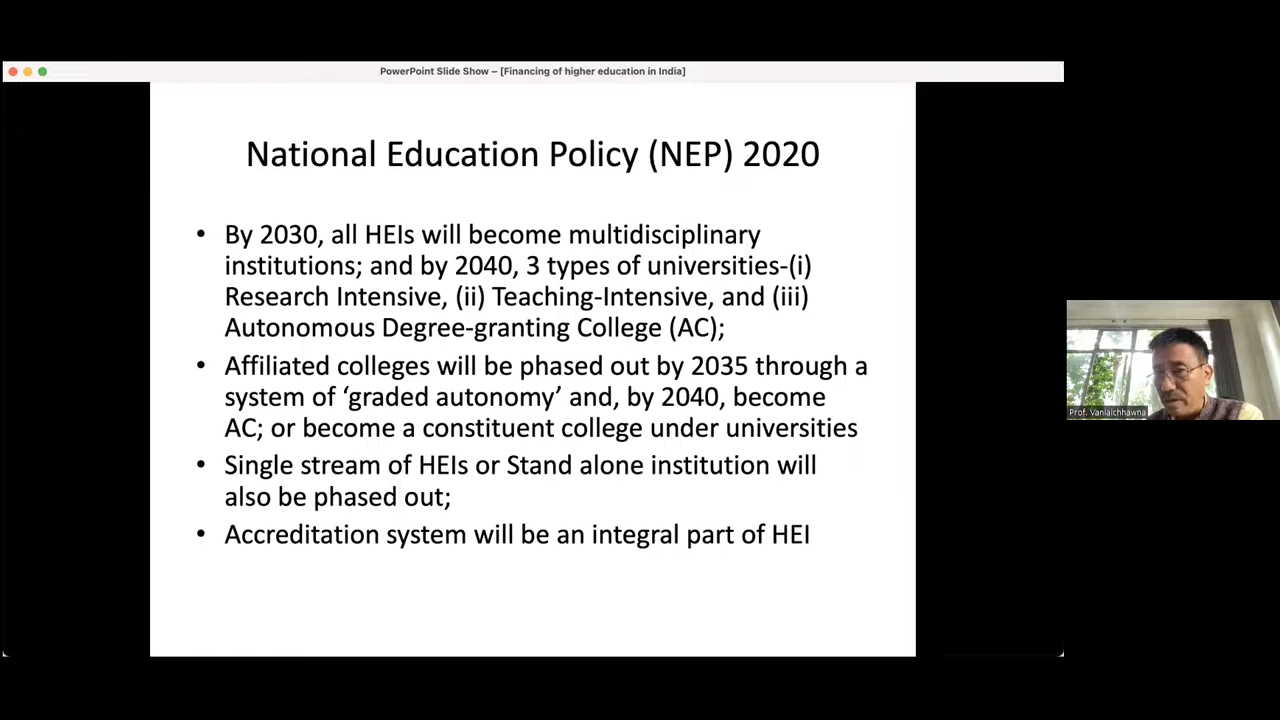 PowerPoint Slide Show – [Financing of higher education in India]
National Education Policy (NEP) 2020
• By 2030, all HEIs will become multidisciplinary
institutions; and by 2040, 3 types of universities-(i)
Research Intensive, (ii) Teaching-Intensive, and (iii)
Autonomous Degree-granting College (AC);
• Affiliated colleges will be phased out by 2035 through a
system of ‘graded autonomy’ and, by 2040, become
AC; or become a constituent college under universities
• Single stream of HEIs or Stand alone institution will
also be phased out;
• Accreditation system will be an integral part of HEI
Prof. Vanlalchhawna